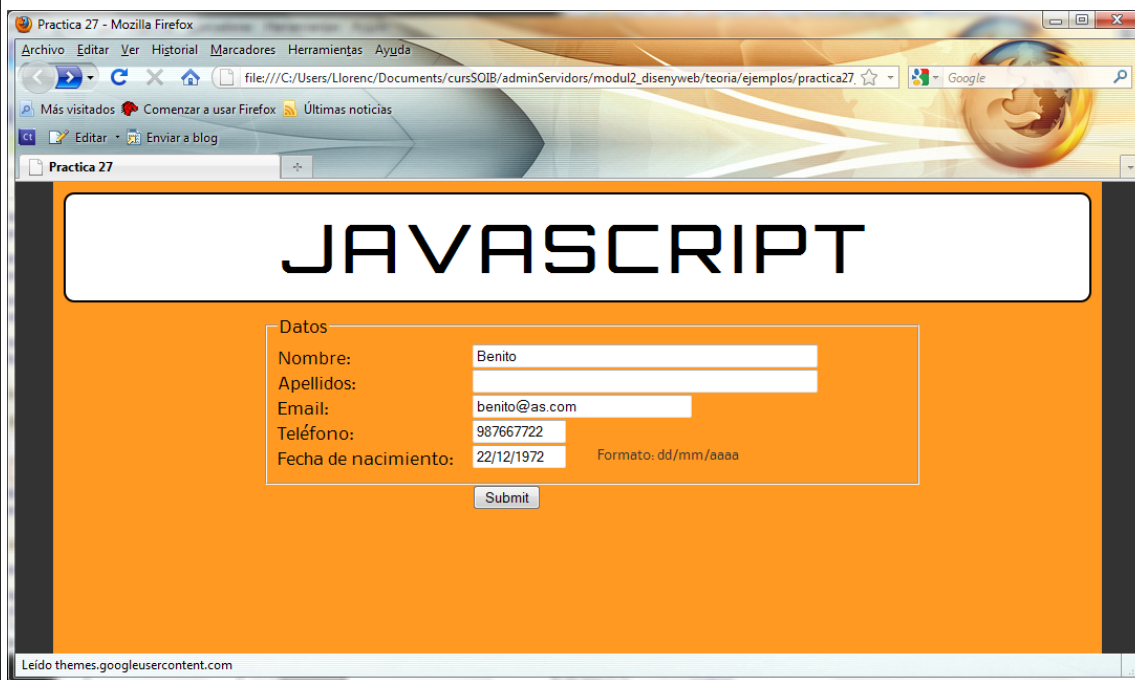 Practica 27 - Mozilla Firefox
Archivo Editar Ver Historial Marcadores Herramientas Ayuda
file:///C:/Users/Llorenc/Documents/cursSOIB/adminServidors/modul2_disenyweb/teoria/ejemplos/practica27. Google
Más visitados Comenzar a usar Firefox Últimas noticias
Ct Editar Enviar a blog
Practica 27
JAVASCRIPT
Datos
Nombre: Benito
Apellidos:
Email: benito@as.com
Teléfono: 987667722
Fecha de nacimiento: 22/12/1972 Formato: dd/mm/aaaa
Submit
Leído themes.googleusercontent.com